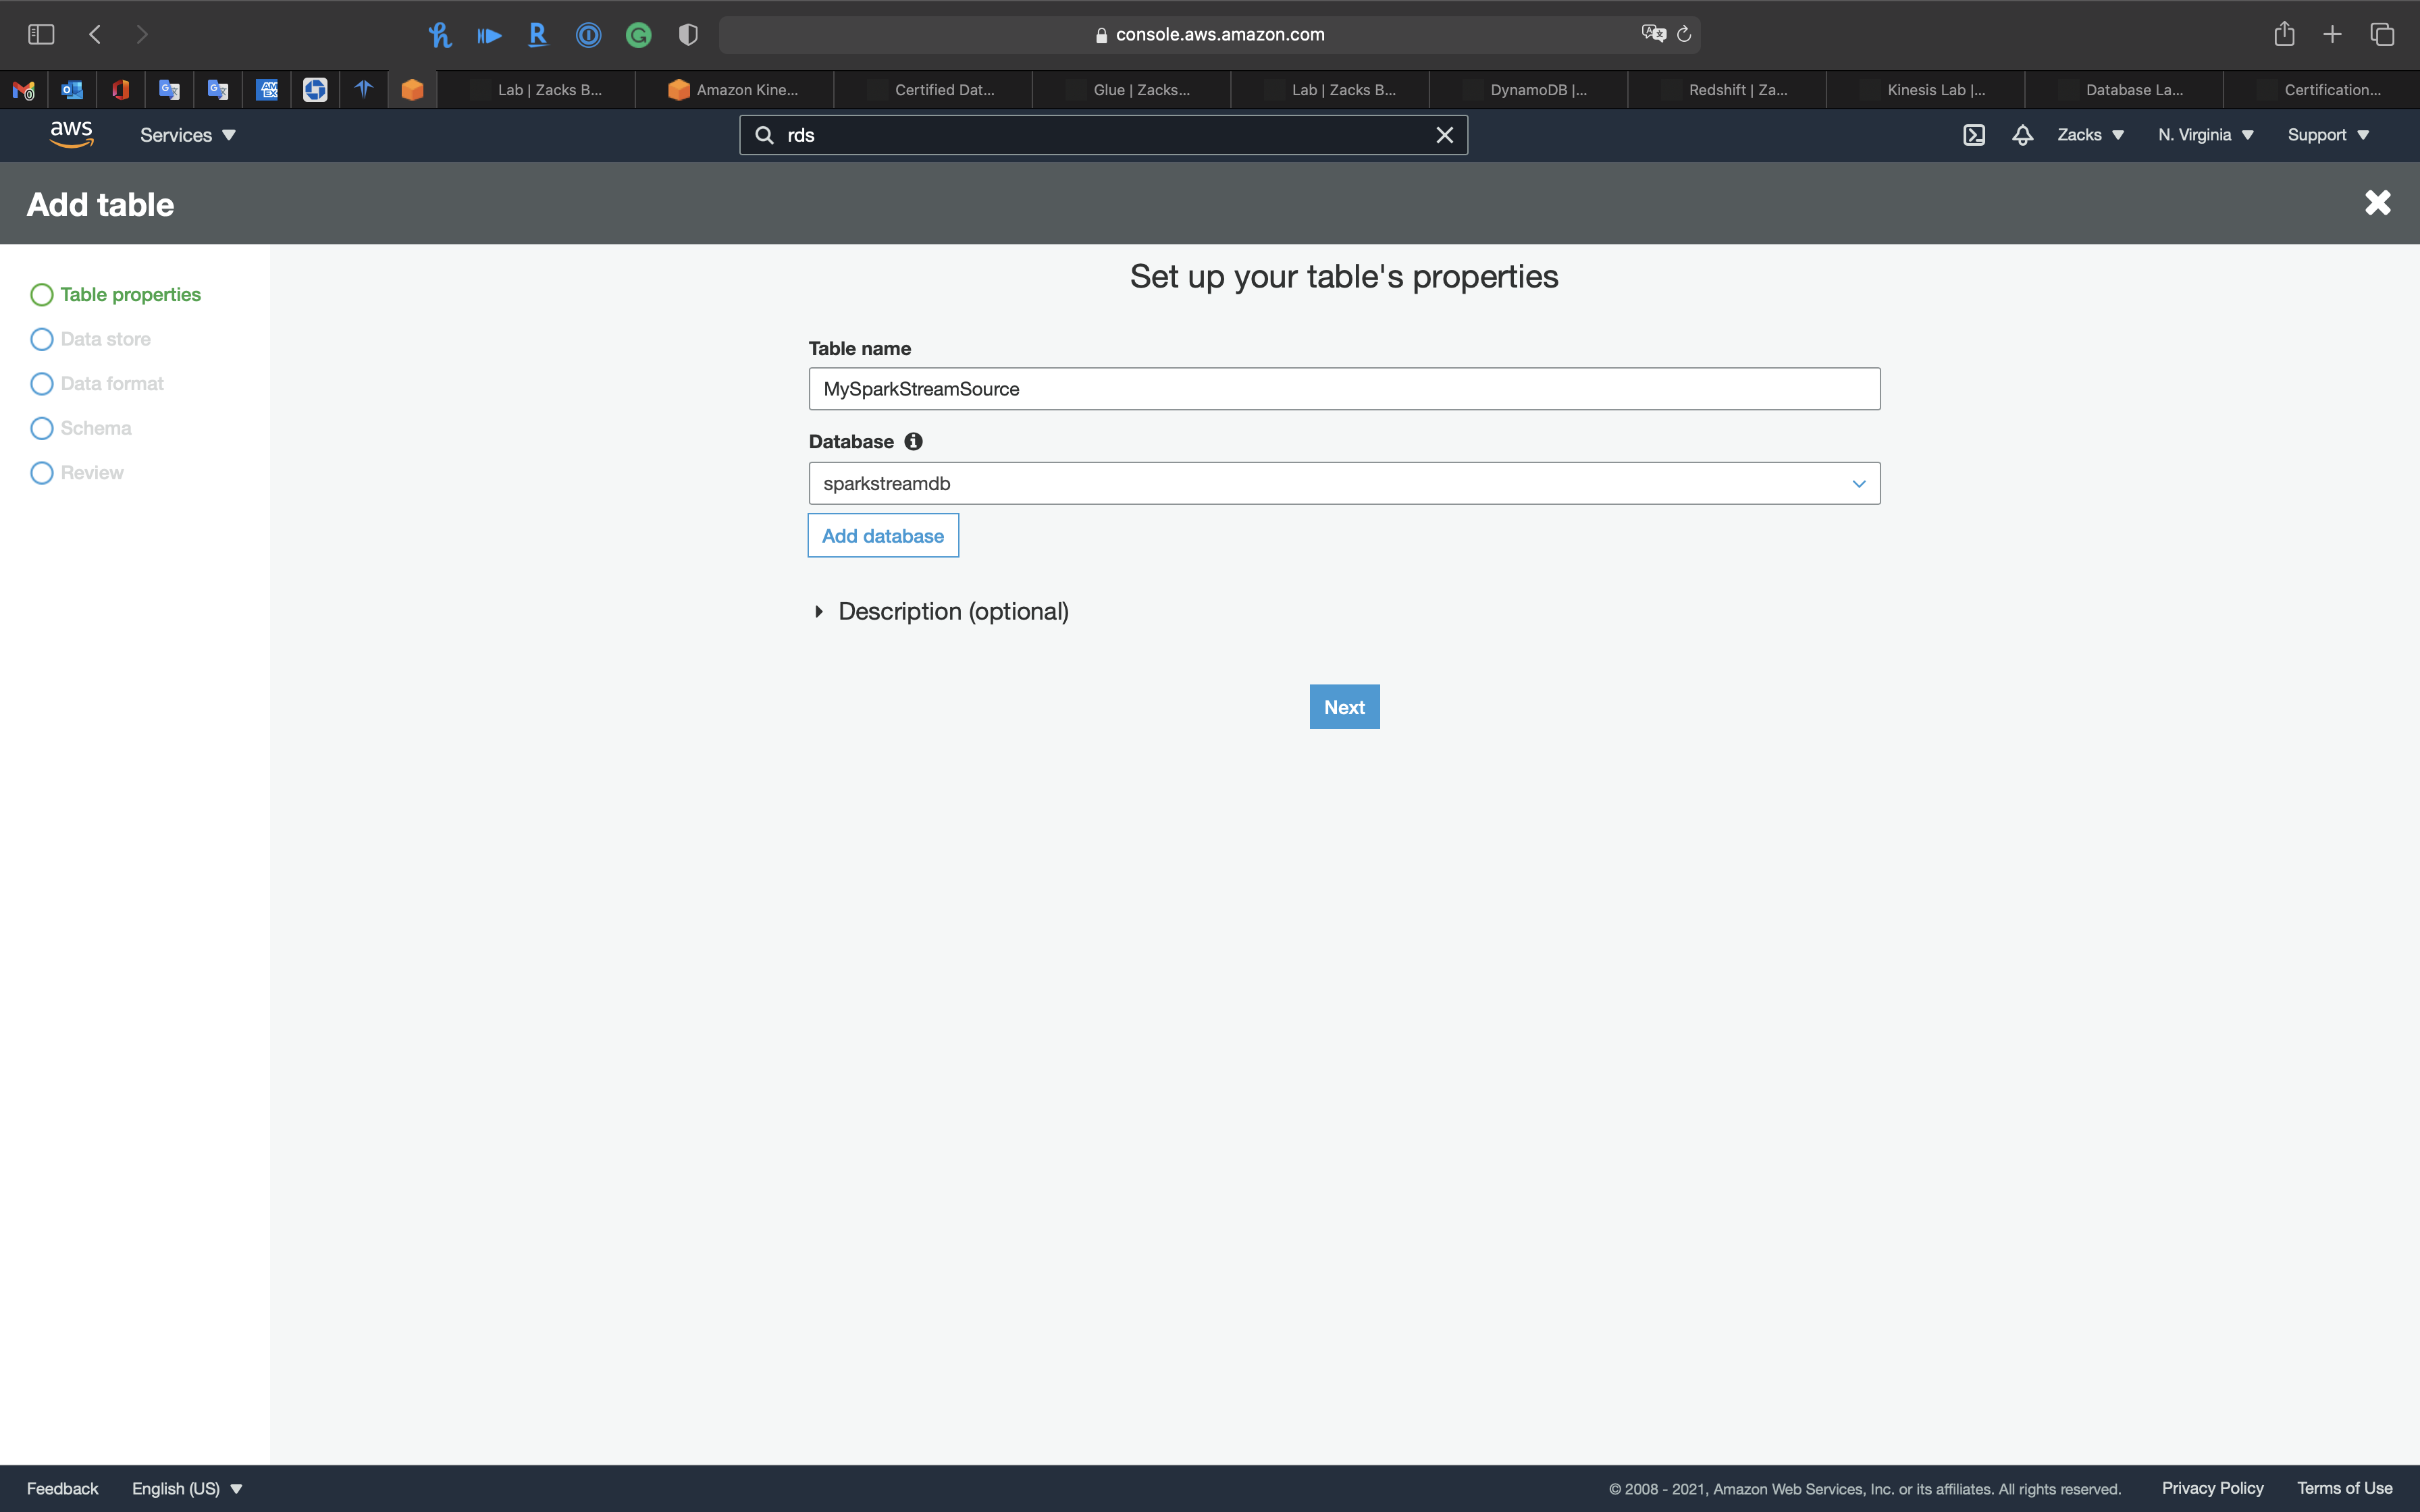 console.aws.amazon.com
Lab | Zacks B...
Amazon Kine...
Certified Dat...
Glue | Zacks...
Lab | Zacks B...
DynamoDB |...
Redshift | Za...
Kinesis Lab |...
Database La...
Certification...
aws
Services
rds
Zacks
N. Virginia
Support
Add table
Table properties
Data store
Data format
Schema
Review
Set up your table's properties
Table name
MySparkStreamSource
Database
sparkstreamdb
Add database
Description (optional)
Next
Feedback
English (US)
© 2008 - 2021, Amazon Web Services, Inc. or its affiliates. All rights reserved.
Privacy Policy
Terms of Use